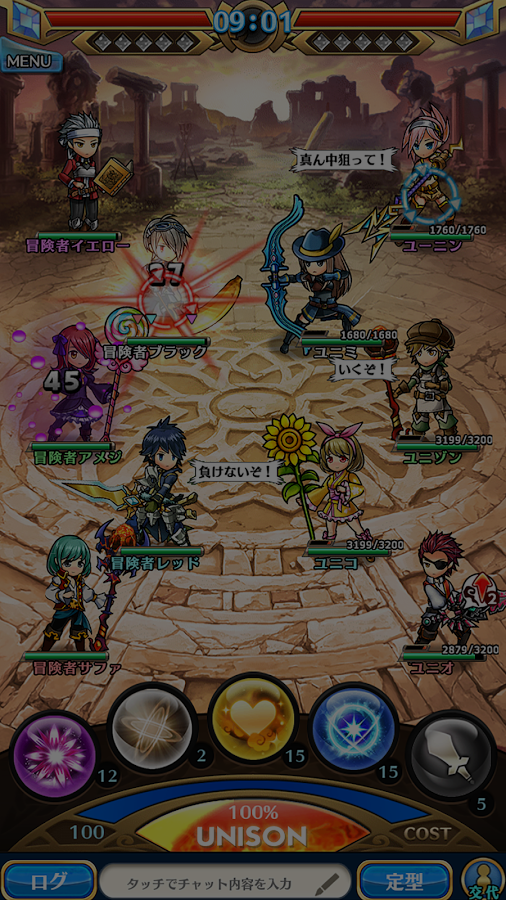 09:01
MENU
真ん中狙って!
1760/1760
冒険者イエロー
ユーニン
37
1680/1680
冒険者ブラック
ユニミ
いくぞ!
45
3199/3200
冒険者アメン
ユニゾン
負けないぞ!
3199/3200
冒険者レッド
ユニコ
2879/3200
冒険者サファ
ユニオ
12
2
15
15
5
100%
100
UNISON
COST
ログ
タッチでチャット内容を入力
定型
交代